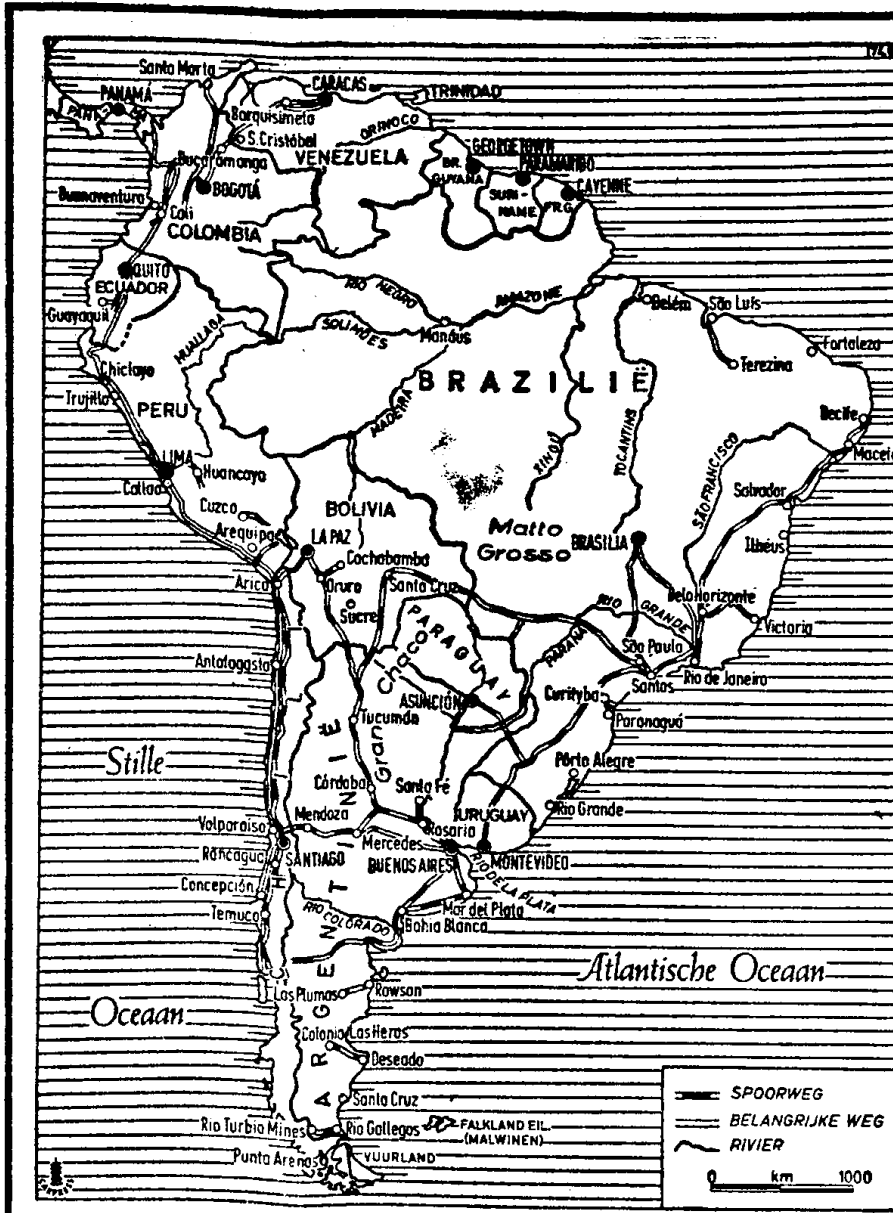 Santa Marta
PANAMÁ
CARACAS
TRINIDAD
Barquisimeto
ORINOCO
S. Cristóbal
VENEZUELA
GEORGETOWN
BR.
GUYANA
PARAMARIBO
SURI-
NAME
CAYENNE
FR.G.
Bucaramanga
BOGOTÁ
Buenaventura
Cali
COLOMBIA
QUITO
ECUADOR
Guayaquil
RIO NEGRO
AMAZONE
SOLIMÕES
Manáus
HUALLAGA
Belém
São Luís
Fortaleza
Terezina
Chiclayo
Trujillo
PERU
BRAZILIË
MADEIRA
XINGU
TOCANTINS
SÃO FRANCISCO
Recife
Maceio
LIMA
Huancayo
Callao
Cuzco
Arequipa
BOLIVIA
LA PAZ
Cochabamba
Matto
Grosso
BRASILIA
Salvador
Ilhéus
Arica
Oruro
Sucre
Santa Cruz
Belo Horizonte
RIO GRANDE
Victoria
PARAGUAY
PARANÁ
São Paulo
Santos
Rio de Janeiro
Antofagasta
Gran Chaco
ASUNCIÓN
Curityba
Paranaguá
Tucumán
Stille
Pôrto Alegre
Córdoba
Santa Fé
URUGUAY
Rio Grande
Valparaiso
Mendoza
Mercedes
Rosario
Rancagua
SANTIAGO
BUENOS AIRES
MONTEVIDEO
RIO DE LA PLATA
Concepción
Temuco
RIO COLORADO
Mar del Plata
Bahia Blanca
ARGENTINIË
Atlantische Oceaan
Las Plumas
Rawson
Oceaan
Colonia Las Heras
Deseado
Santa Cruz
Rio Turbia Mines
Rio Gallegos
FALKLAND EIL.
(MALWINEN)
Punta Arenas
VUURLAND
SPOORWEG
BELANGRIJKE WEG
RIVIER
0 km 1000